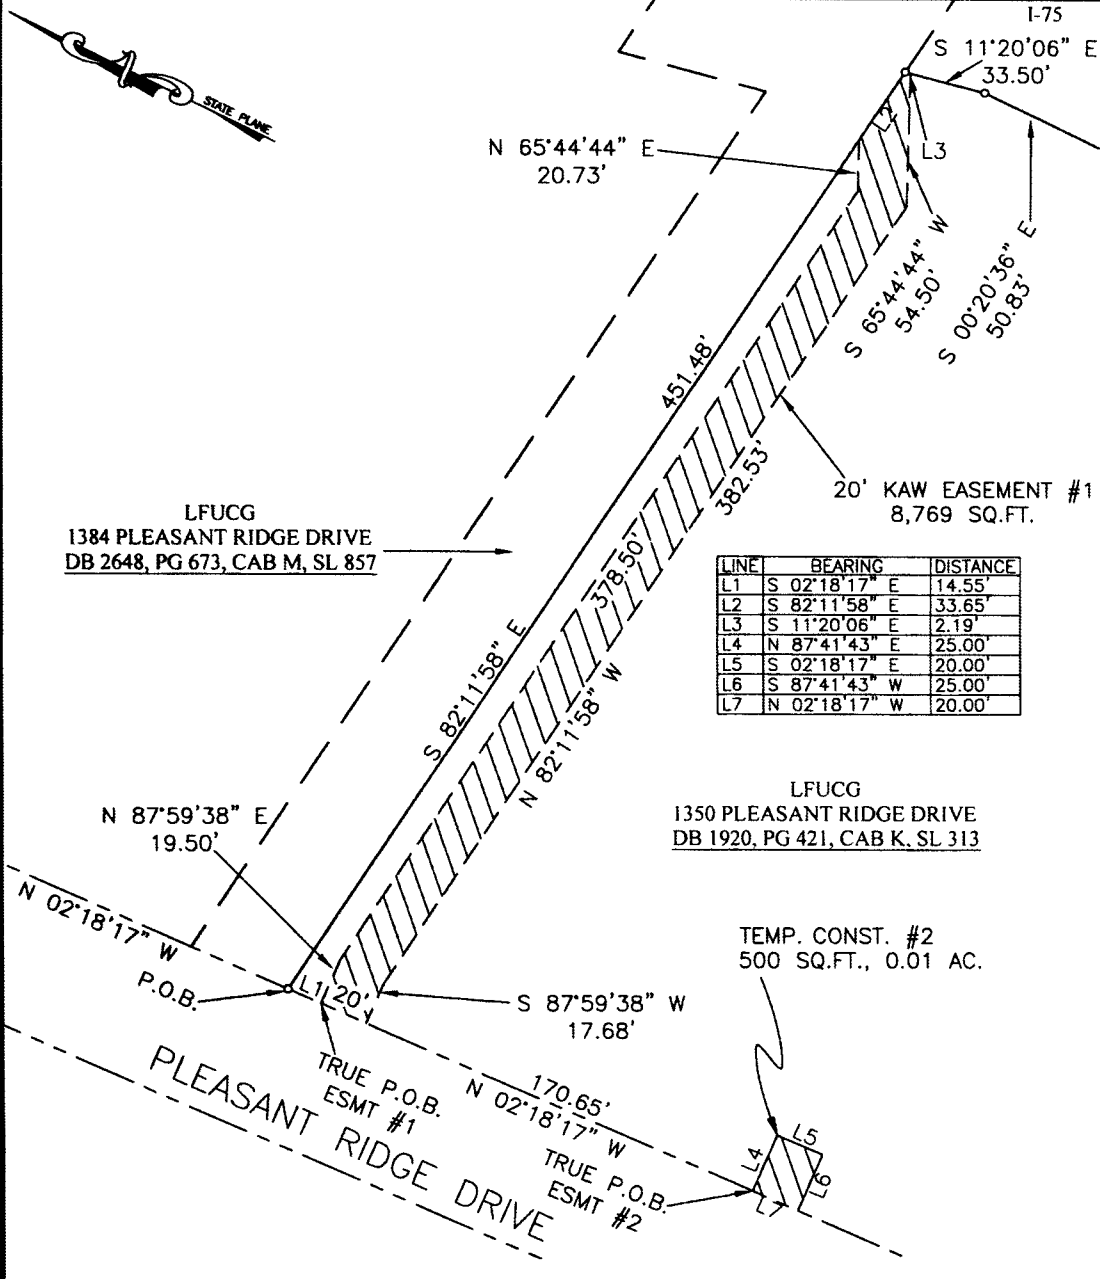 I-75
S 11°20'06" E
33.50'
STATE PLANE
N 65°44'44" E
20.73'
L2
L3
S 65°44'44" W
54.50'
S 00°20'36" E
50.83'
451.48'
382.53'
378.50'
20' KAW EASEMENT #1
8,769 SQ.FT.
LFUCG
1384 PLEASANT RIDGE DRIVE
DB 2648, PG 673, CAB M, SL 857
LINE BEARING DISTANCE
L1 S 02°18'17" E 14.55'
L2 S 82°11'58" E 33.65'
L3 S 11°20'06" E 2.19'
L4 N 87°41'43" E 25.00'
L5 S 02°18'17" E 20.00'
L6 S 87°41'43" W 25.00'
L7 N 02°18'17" W 20.00'
S 82°11'58" E
N 82°11'58" W
LFUCG
1350 PLEASANT RIDGE DRIVE
DB 1920, PG 421, CAB K, SL 313
N 87°59'38" E
19.50'
N 02°18'17" W
P.O.B.
L1
20'
S 87°59'38" W
17.68'
TEMP. CONST. #2
500 SQ.FT., 0.01 AC.
TRUE P.O.B.
ESMT #1
170.65'
N 02°18'17" W
PLEASANT RIDGE DRIVE
TRUE P.O.B.
ESMT #2
L4
L5
L6
L7